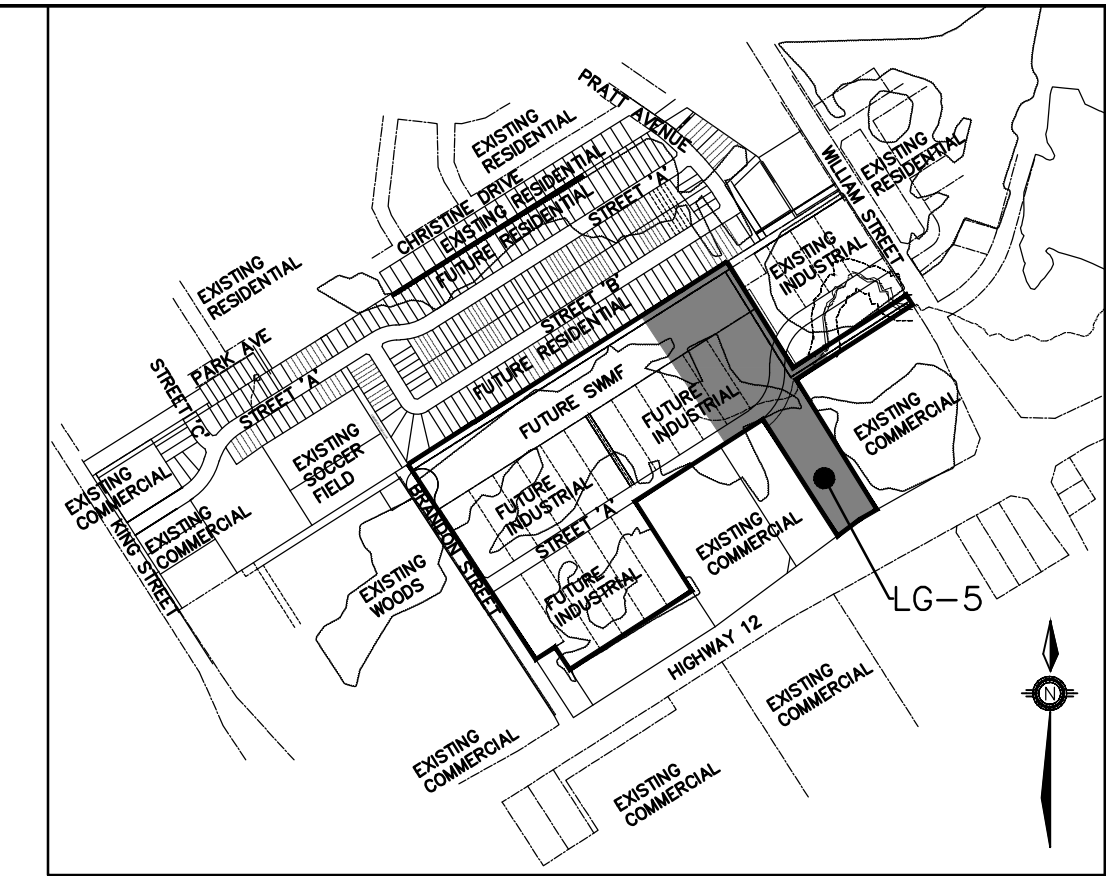 PRATT AVENUE
EXISTING
RESIDENTIAL
WILLIAM STREET
EXISTING
RESIDENTIAL
CHRISTINE DRIVE
EXISTING RESIDENTIAL
FUTURE RESIDENTIAL
STREET 'A'
EXISTING
RESIDENTIAL
EXISTING
INDUSTRIAL
STREET 'B'
FUTURE RESIDENTIAL
PARK AVE
STREET 'C'
STREET 'A'
FUTURE SWMF
FUTURE
INDUSTRIAL
EXISTING
COMMERCIAL
EXISTING
SOCCER
FIELD
EXISTING
COMMERCIAL
EXISTING
COMMERCIAL
KING STREET
BRANDON STREET
FUTURE
INDUSTRIAL
STREET 'A'
EXISTING
COMMERCIAL
EXISTING
WOODS
FUTURE
INDUSTRIAL
LG-5
HIGHWAY 12
N
EXISTING
COMMERCIAL
EXISTING
COMMERCIAL
EXISTING
COMMERCIAL